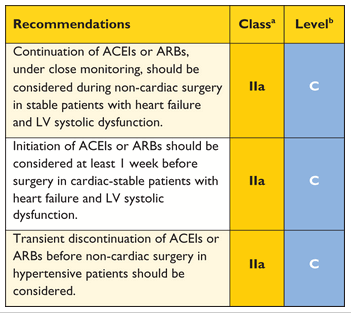 Recommendations Classᵃ Levelᵇ
Continuation of ACEIs or ARBs,
under close monitoring, should be
considered during non-cardiac surgery
in stable patients with heart failure
and LV systolic dysfunction.
IIa C
Initiation of ACEIs or ARBs should be
considered at least 1 week before
surgery in cardiac-stable patients with
heart failure and LV systolic
dysfunction.
IIa C
Transient discontinuation of ACEIs or
ARBs before non-cardiac surgery in
hypertensive patients should be
considered.
IIa C